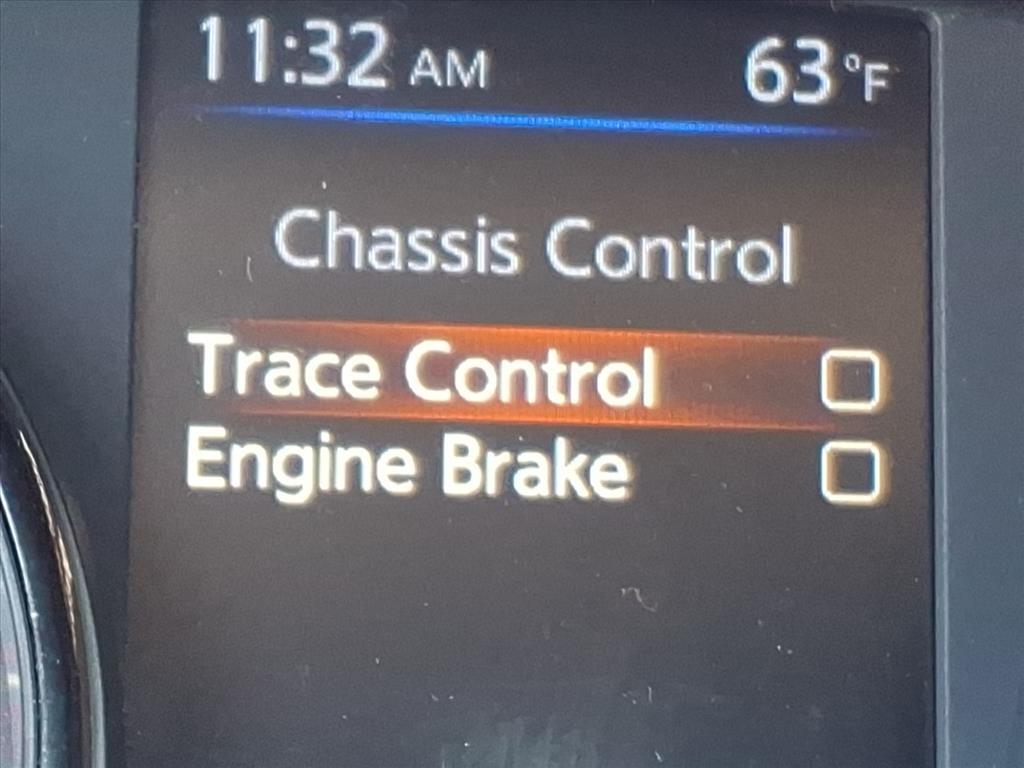 11:32 AM 63 °F
Chassis Control
Trace Control
Engine Brake